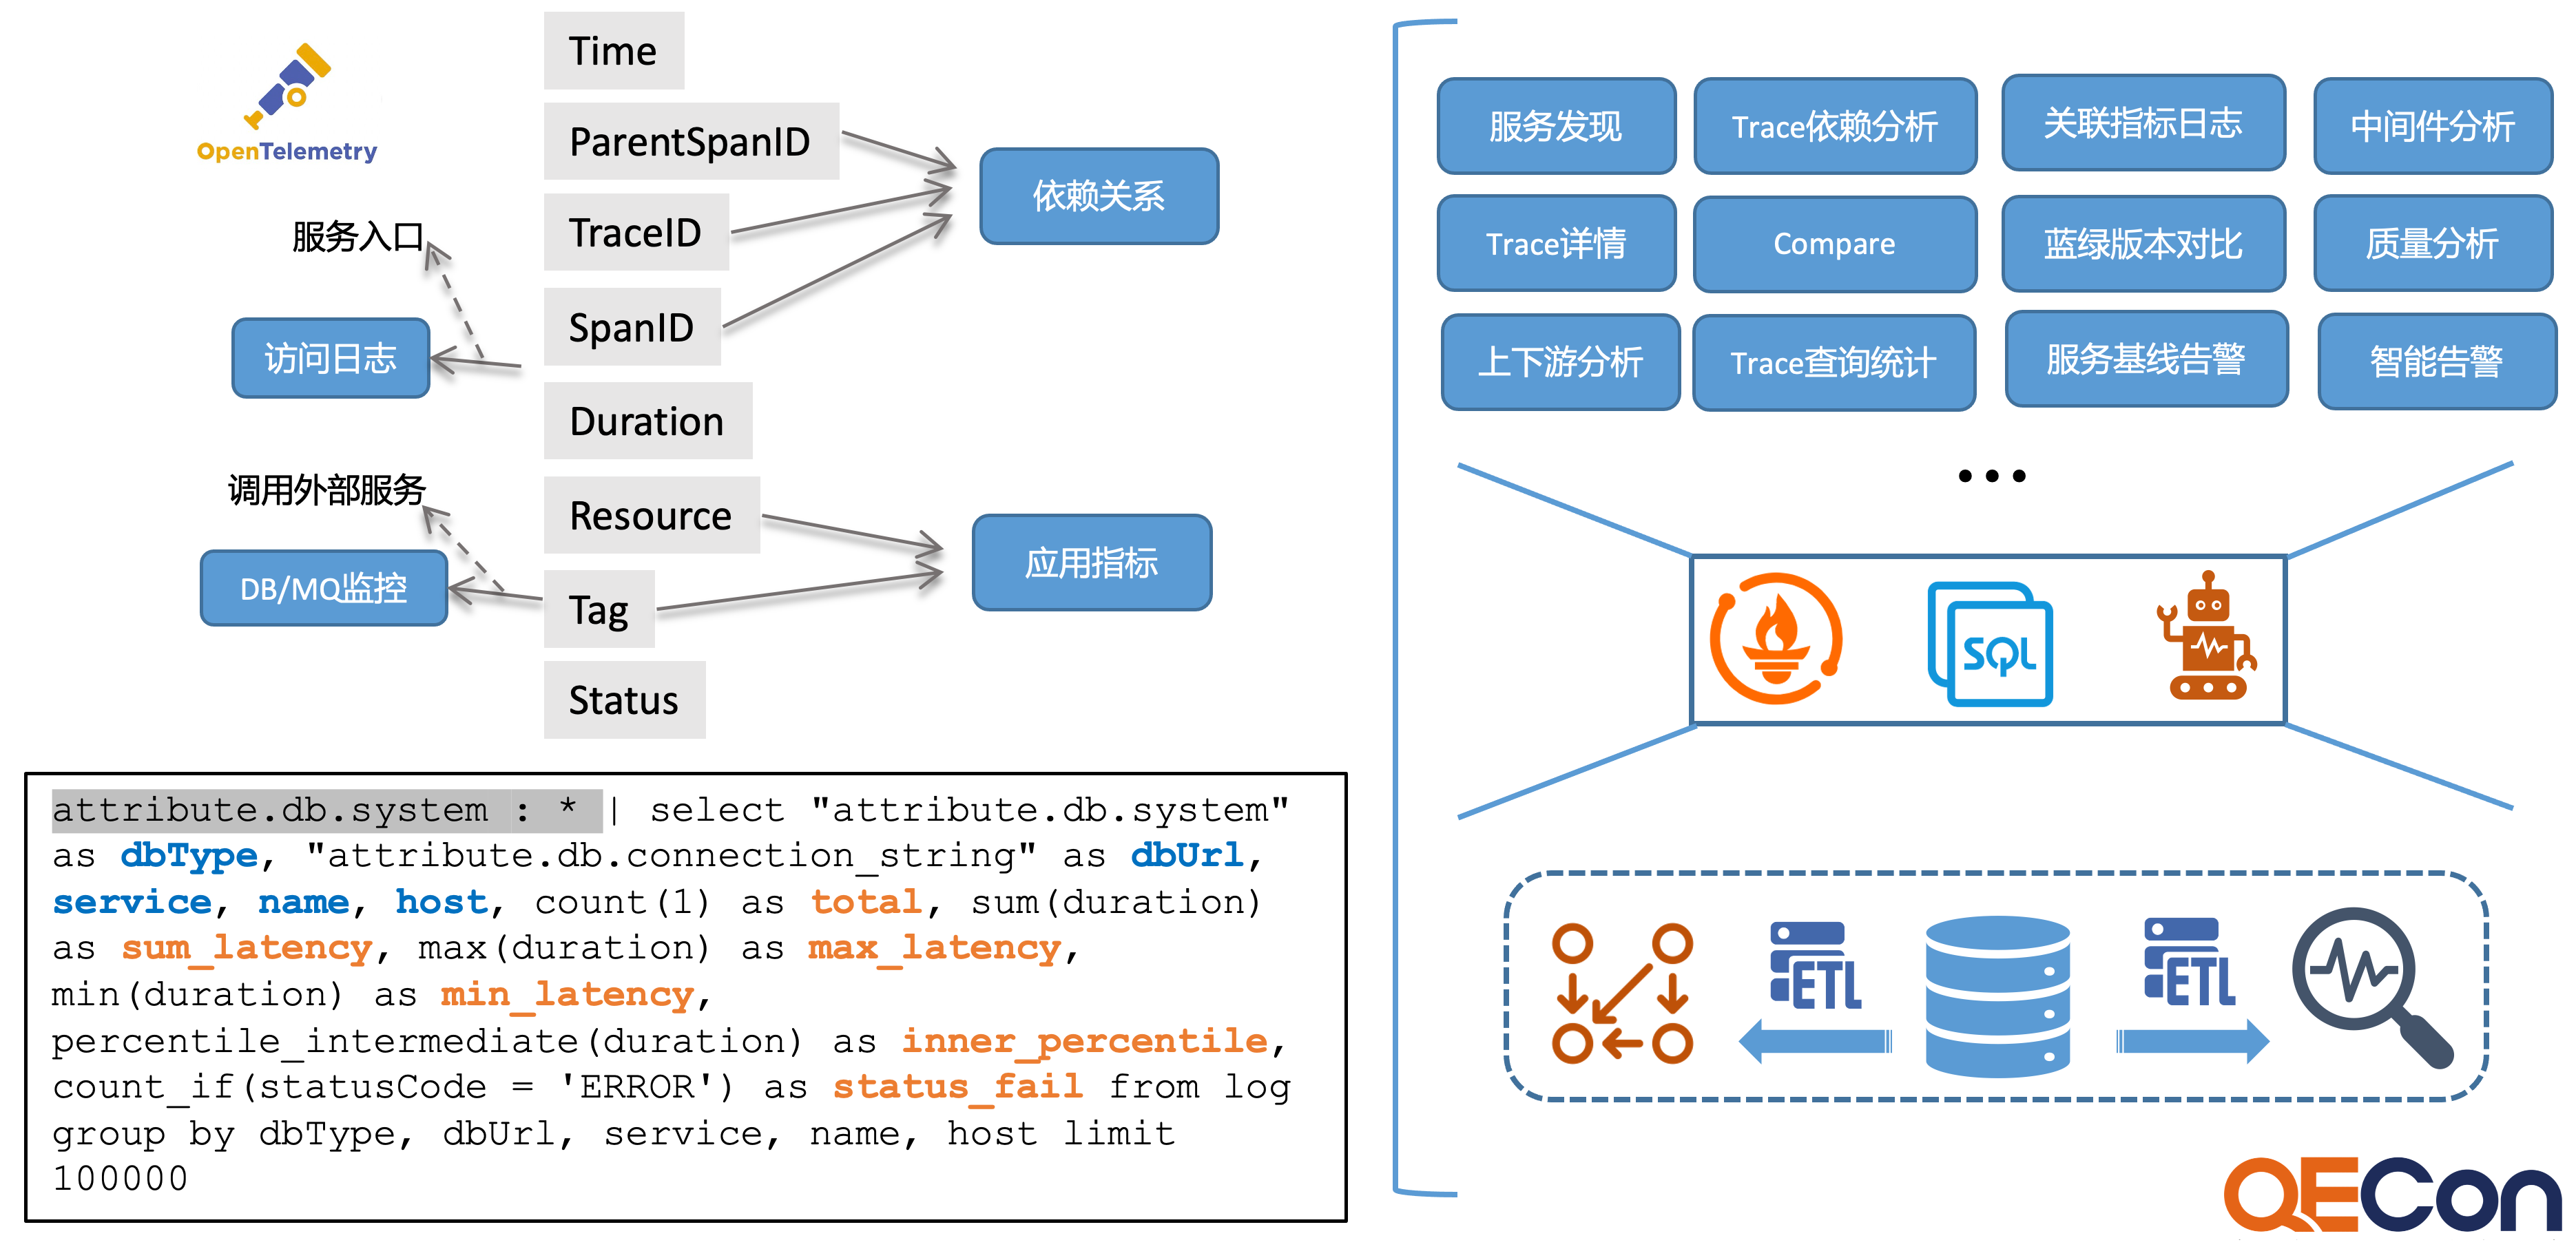 OpenTelemetry
服务入口
访问日志
调用外部服务
DB/MQ监控
Time
ParentSpanID
TraceID
SpanID
Duration
Resource
Tag
Status
依赖关系
应用指标
attribute.db.system : * | select "attribute.db.system"
as dbType, "attribute.db.connection_string" as dbUrl,
service, name, host, count(1) as total, sum(duration)
as sum_latency, max(duration) as max_latency,
min(duration) as min_latency,
percentile_intermediate(duration) as inner_percentile,
count_if(statusCode = 'ERROR') as status_fail from log
group by dbType, dbUrl, service, name, host limit
100000
服务发现
Trace依赖分析
关联指标日志
中间件分析
Trace详情
Compare
蓝绿版本对比
质量分析
上下游分析
Trace查询统计
服务基线告警
智能告警
...
SQL
ETL
ETL
QECon